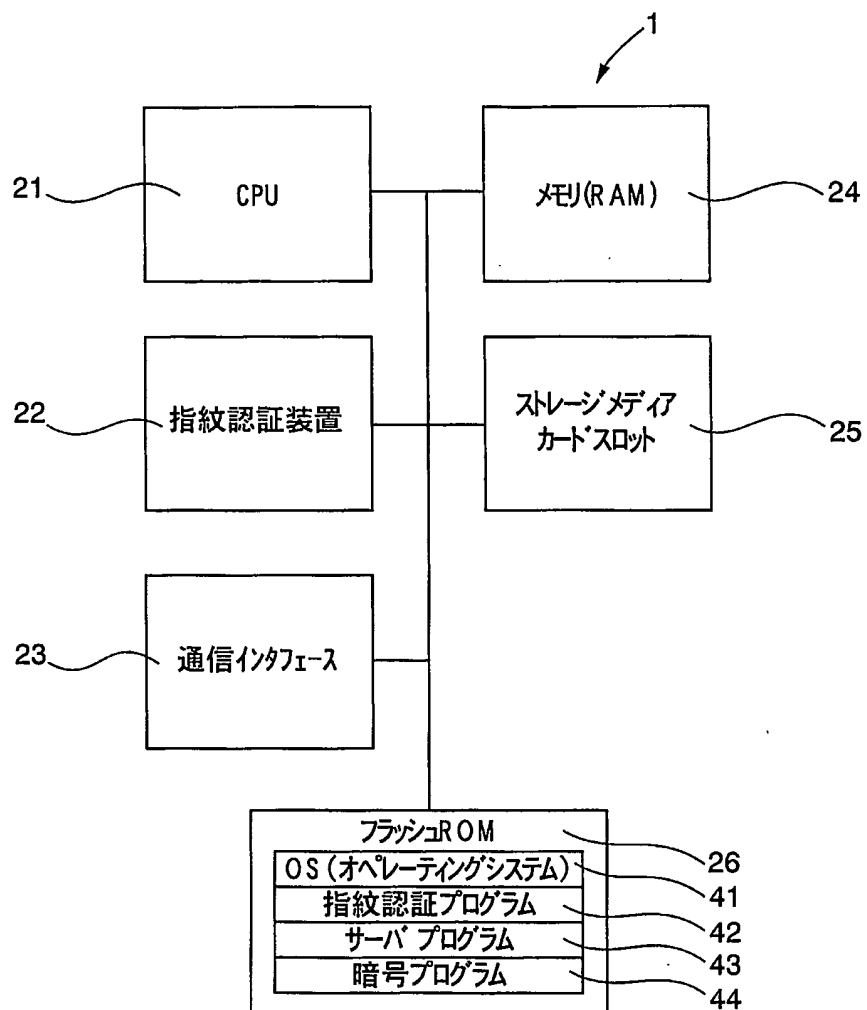 1
21
CPU
メモリ(RAM)
24
22
指紋認証装置
ストレージメディア
カードスロット
25
23
通信インタフェース
フラッシュROM
26
OS(オペレーティングシステム)
41
指紋認証プログラム
42
サーバプログラム
43
暗号プログラム
44